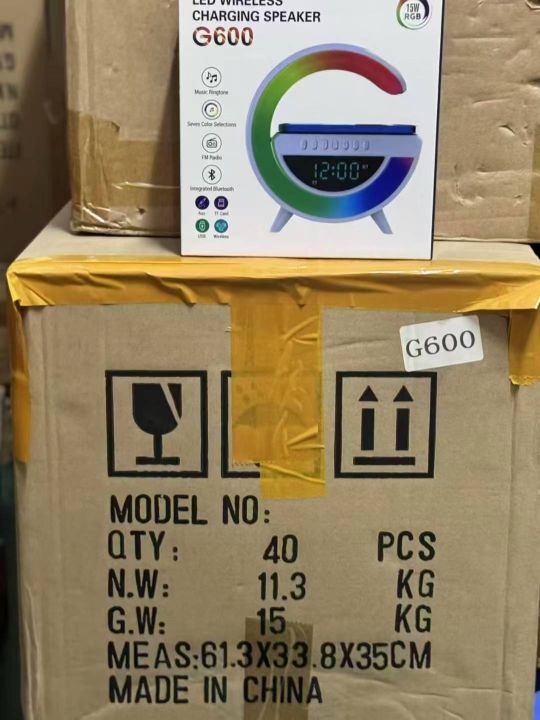 LED WIRELESS
CHARGING SPEAKER
G600
15W
RGB
Music Ringtone
Seves Color Selections
FM Radio
Integrated Bluetooth
Aux
TF Card
USB
Wireless
12:00
G600
MODEL NO:
QTY: 40 PCS
N.W: 11.3 KG
G.W: 15 KG
MEAS:61.3X33.8X35CM
MADE IN CHINA